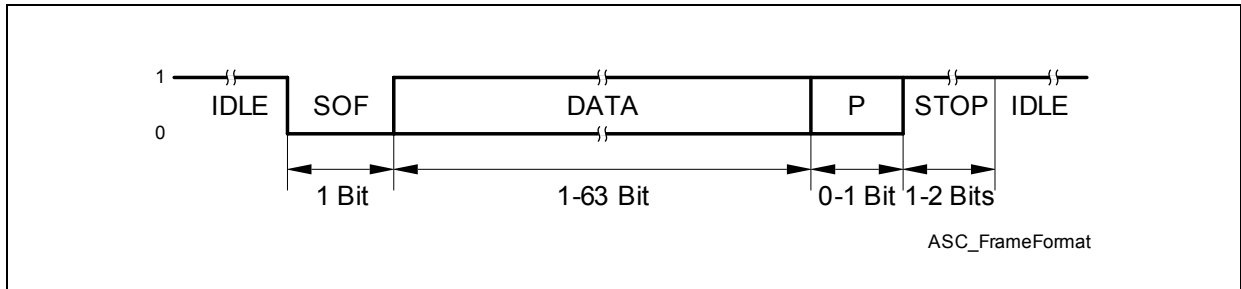 1
IDLE SOF DATA P STOP IDLE
0
1 Bit 1-63 Bit 0-1 Bit 1-2 Bits
ASC_FrameFormat